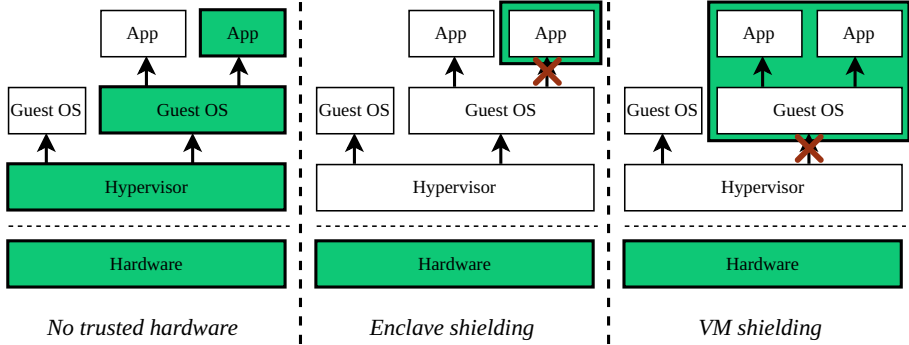 App
App
Guest OS
Guest OS
Hypervisor
Hardware
No trusted hardware
App
App
Guest OS
Guest OS
Hypervisor
Hardware
Enclave shielding
App
App
Guest OS
Guest OS
Hypervisor
Hardware
VM shielding